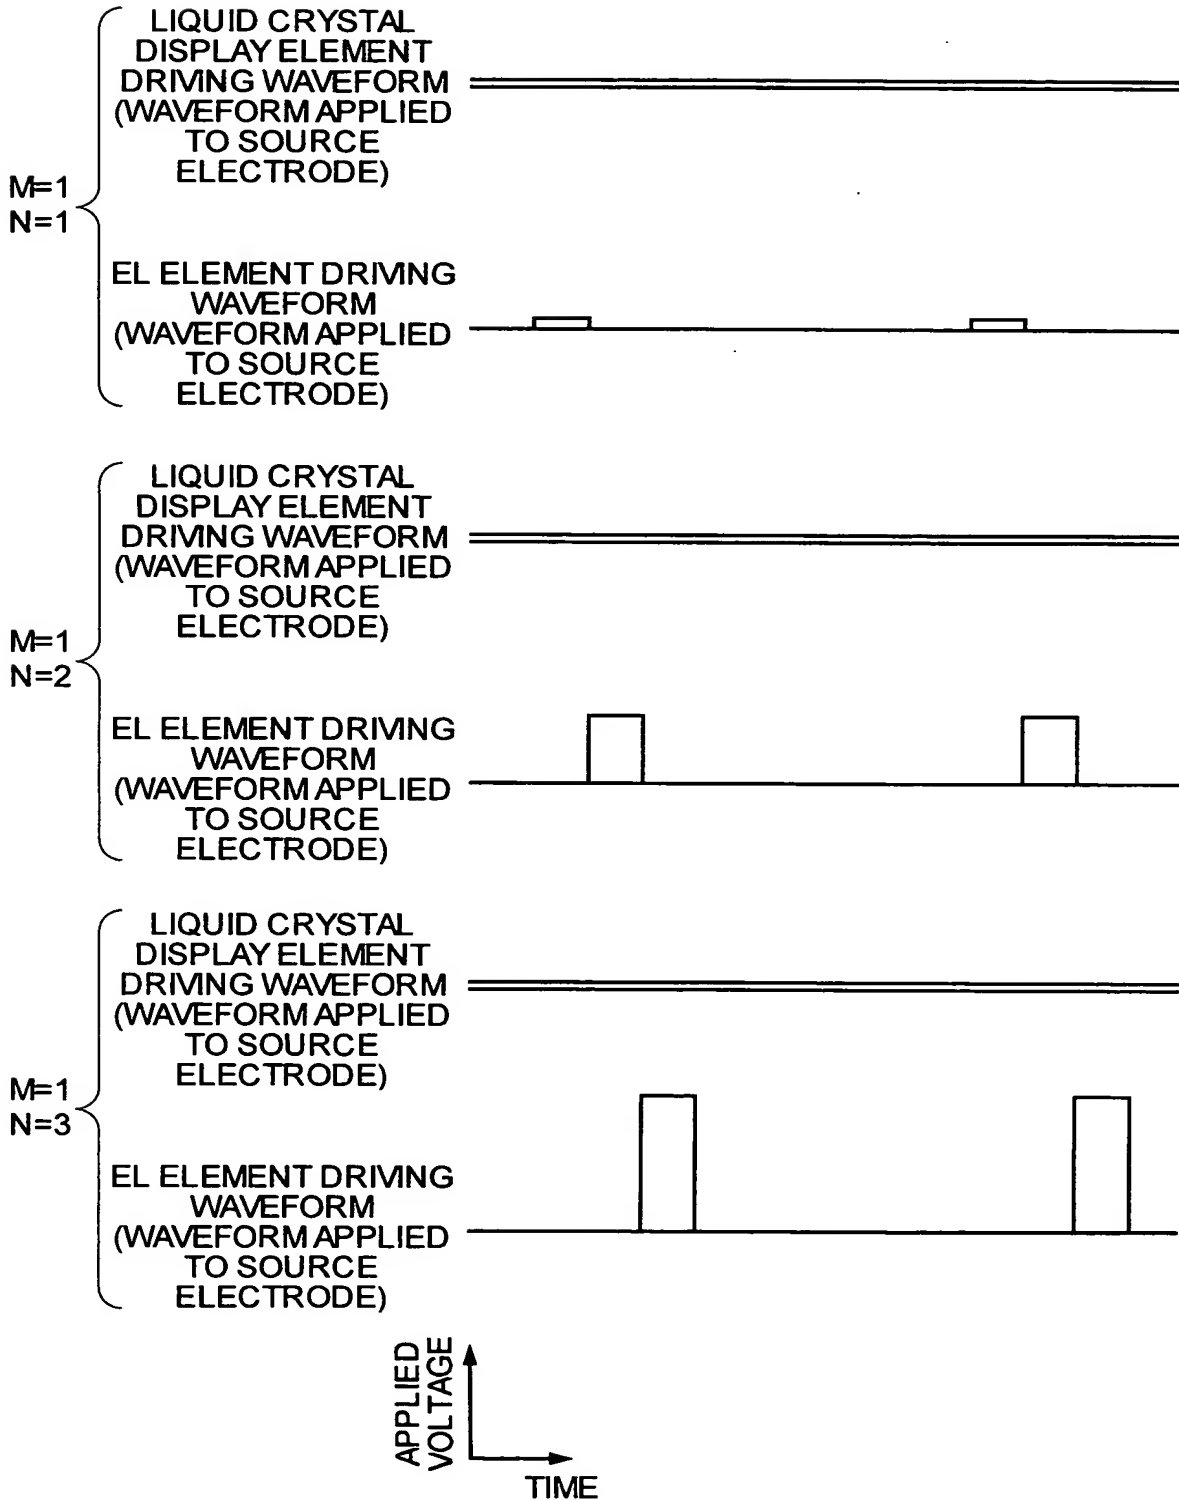 LIQUID CRYSTAL
DISPLAY ELEMENT
DRIVING WAVEFORM
(WAVEFORM APPLIED
TO SOURCE
ELECTRODE)
M=1
N=1
EL ELEMENT DRIVING
WAVEFORM
(WAVEFORM APPLIED
TO SOURCE
ELECTRODE)
LIQUID CRYSTAL
DISPLAY ELEMENT
DRIVING WAVEFORM
(WAVEFORM APPLIED
TO SOURCE
ELECTRODE)
M=1
N=2
EL ELEMENT DRIVING
WAVEFORM
(WAVEFORM APPLIED
TO SOURCE
ELECTRODE)
LIQUID CRYSTAL
DISPLAY ELEMENT
DRIVING WAVEFORM
(WAVEFORM APPLIED
TO SOURCE
ELECTRODE)
M=1
N=3
EL ELEMENT DRIVING
WAVEFORM
(WAVEFORM APPLIED
TO SOURCE
ELECTRODE)
APPLIED
VOLTAGE
TIME